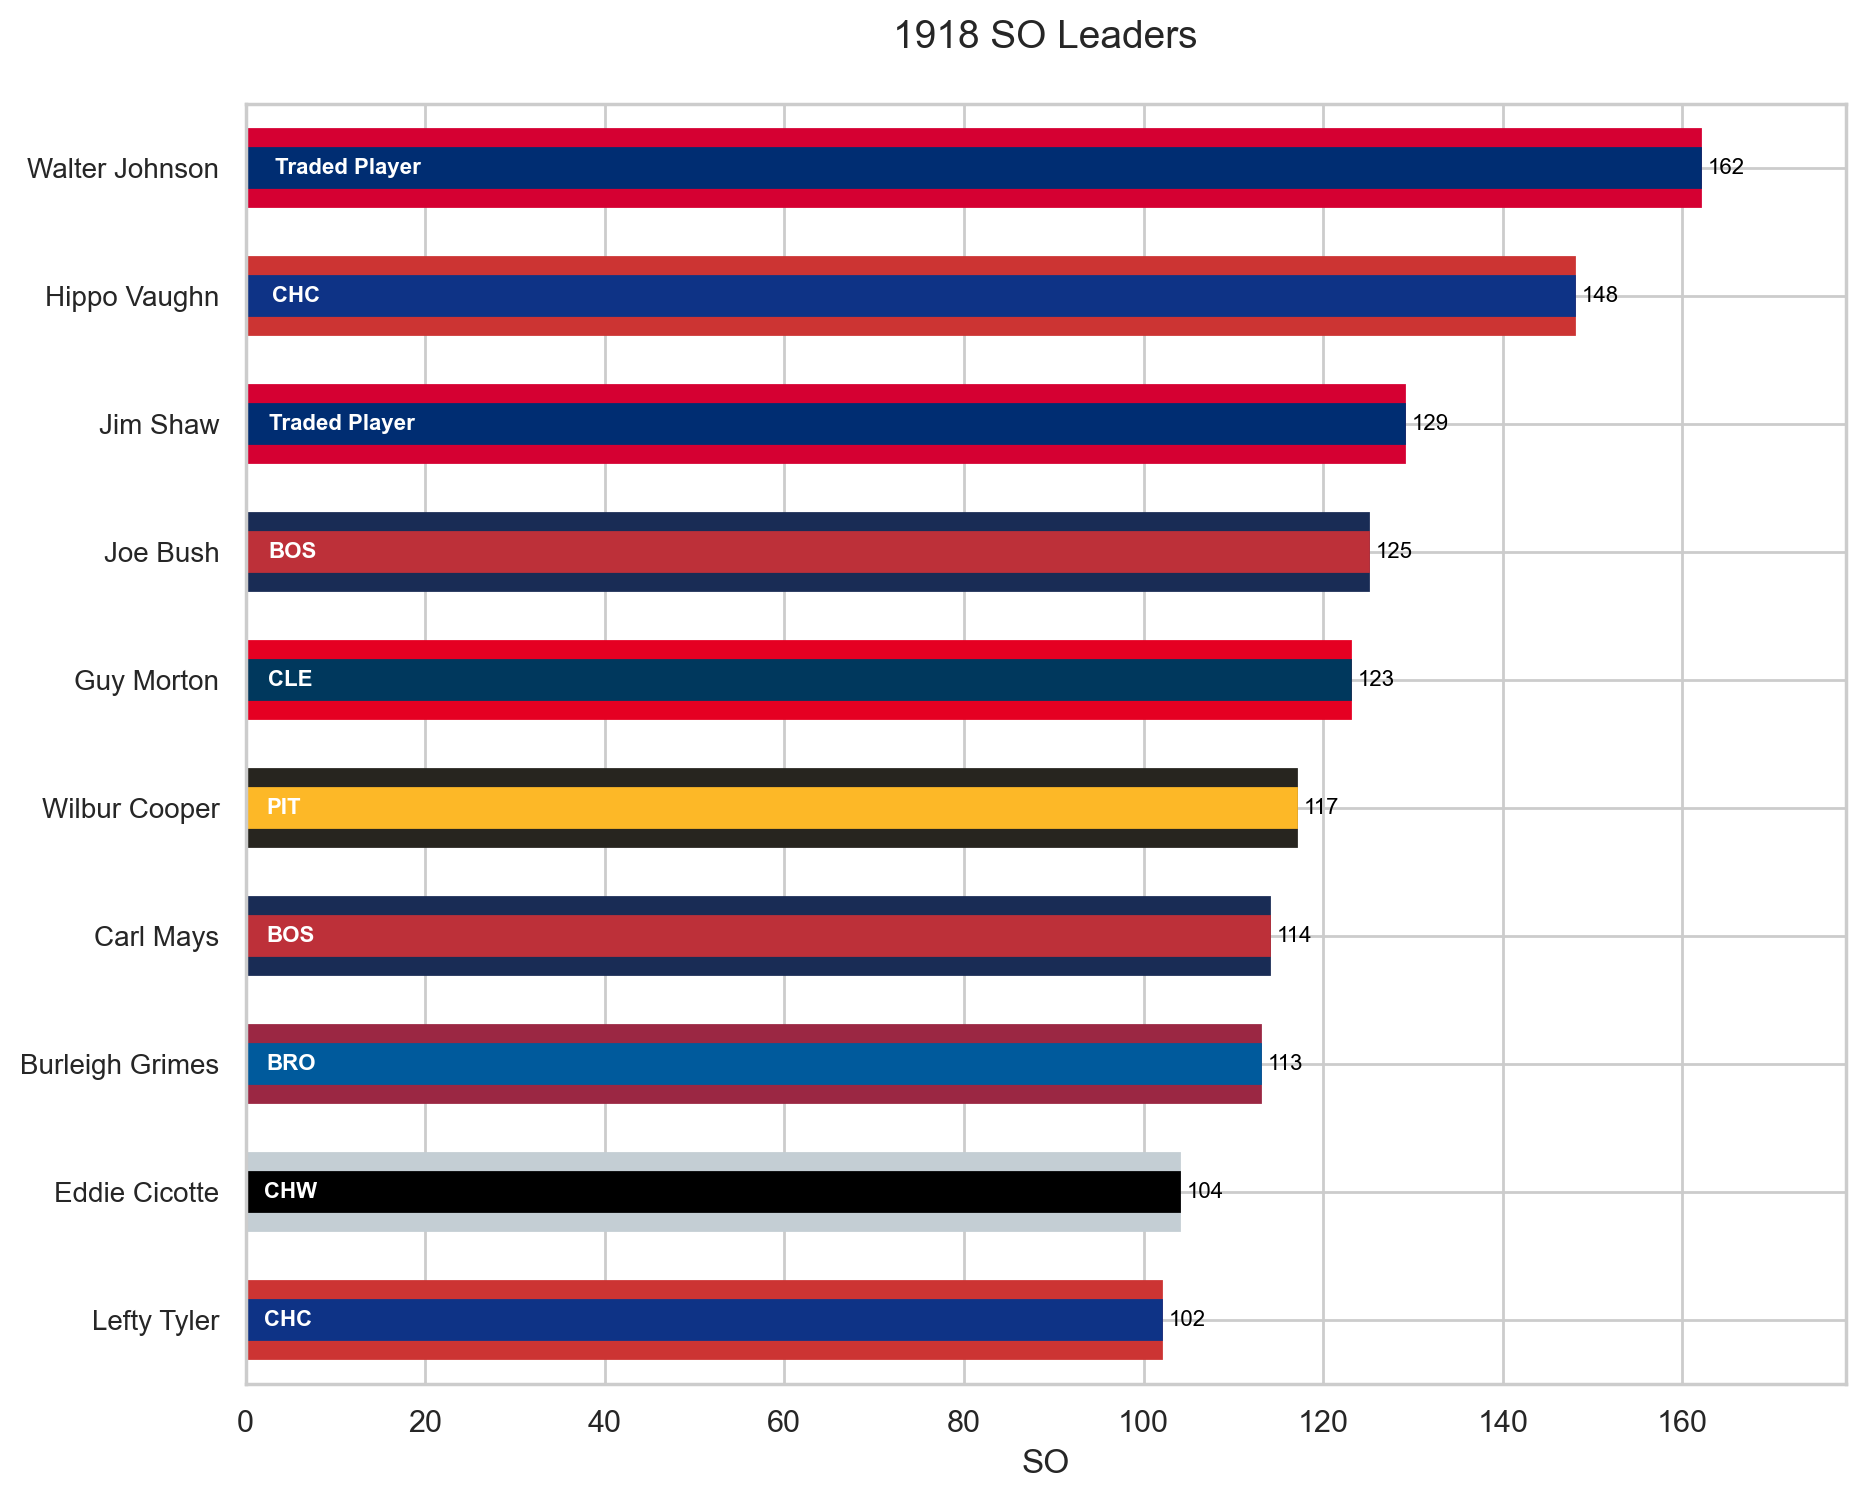 1918 SO Leaders
Walter Johnson Traded Player 162
Hippo Vaughn CHC 148
Jim Shaw Traded Player 129
Joe Bush BOS 125
Guy Morton CLE 123
Wilbur Cooper PIT 117
Carl Mays BOS 114
Burleigh Grimes BRO 113
Eddie Cicotte CHW 104
Lefty Tyler CHC 102
0 20 40 60 80 100 120 140 160
SO